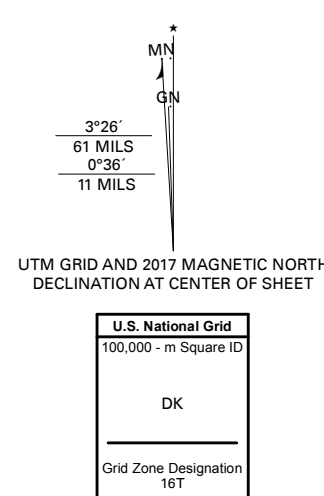 ★
MN
GN
3°26´
61 MILS
0°36´
11 MILS
UTM GRID AND 2017 MAGNETIC NORTH
DECLINATION AT CENTER OF SHEET
U.S. National Grid
100,000 - m Square ID
DK
Grid Zone Designation
16T